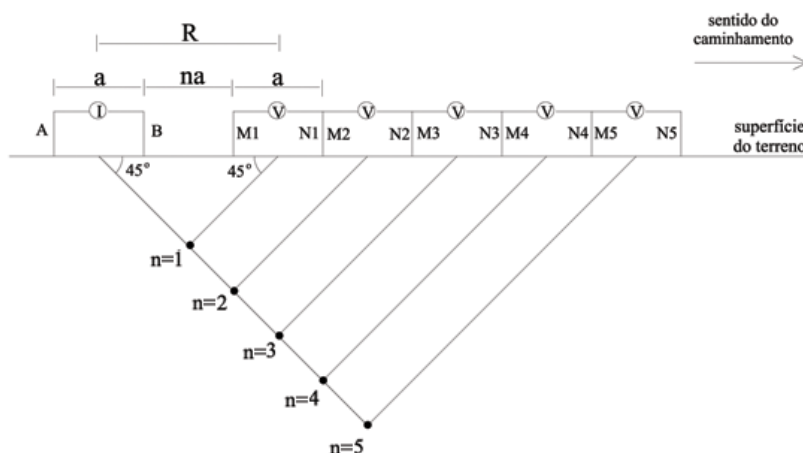 R
sentido do
caminhamento
a
na
a
I
V
V
V
V
V
A
B
M1
N1
M2
N2
M3
N3
M4
N4
M5
N5
superfície
do terreno
45°
45°
n=1
n=2
n=3
n=4
n=5